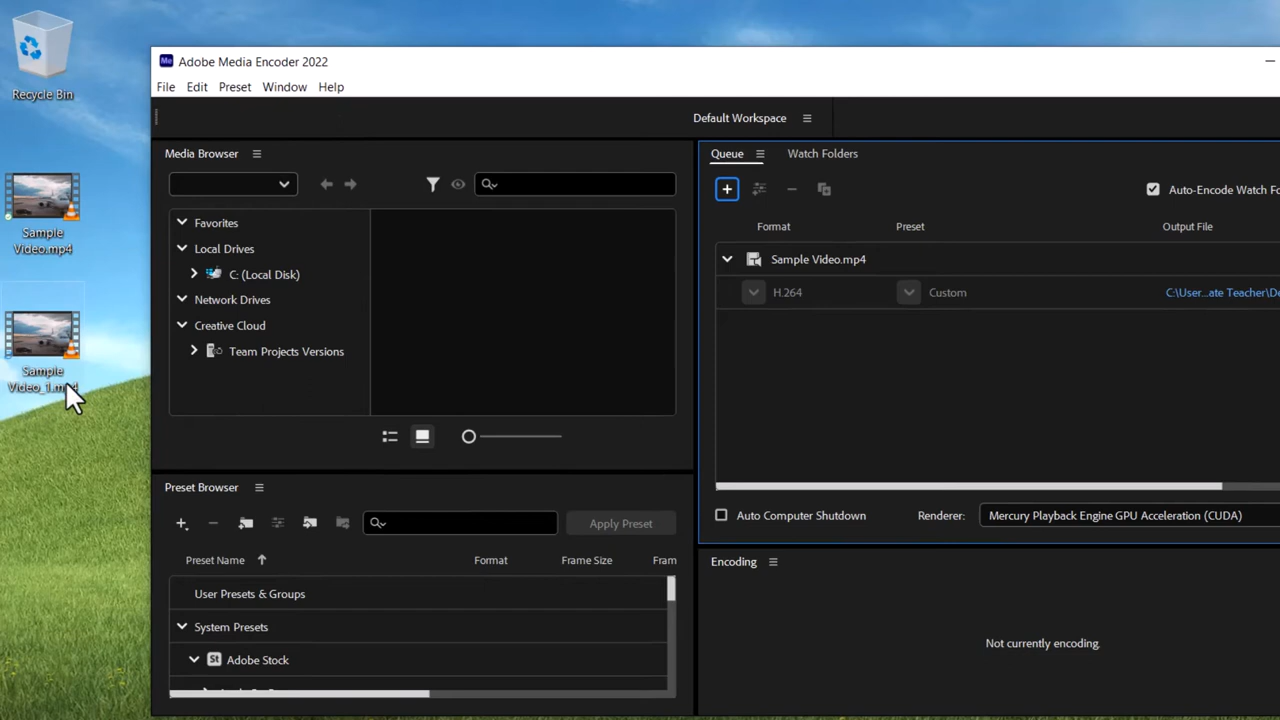 Recycle Bin
Sample
Video.mp4
Sample
Video_1.mp4
Me Adobe Media Encoder 2022
File Edit Preset Window Help
Default Workspace
Media Browser
Favorites
Local Drives
C: (Local Disk)
Network Drives
Creative Cloud
Team Projects Versions
Preset Browser
Apply Preset
Preset Name Format Frame Size Fram
User Presets & Groups
System Presets
St Adobe Stock
Queue Watch Folders
Auto-Encode Watch Fo
Format Preset Output File
Sample Video.mp4
H.264 Custom C:\User...ate Teacher\De
Auto Computer Shutdown Renderer: Mercury Playback Engine GPU Acceleration (CUDA)
Encoding
Not currently encoding.